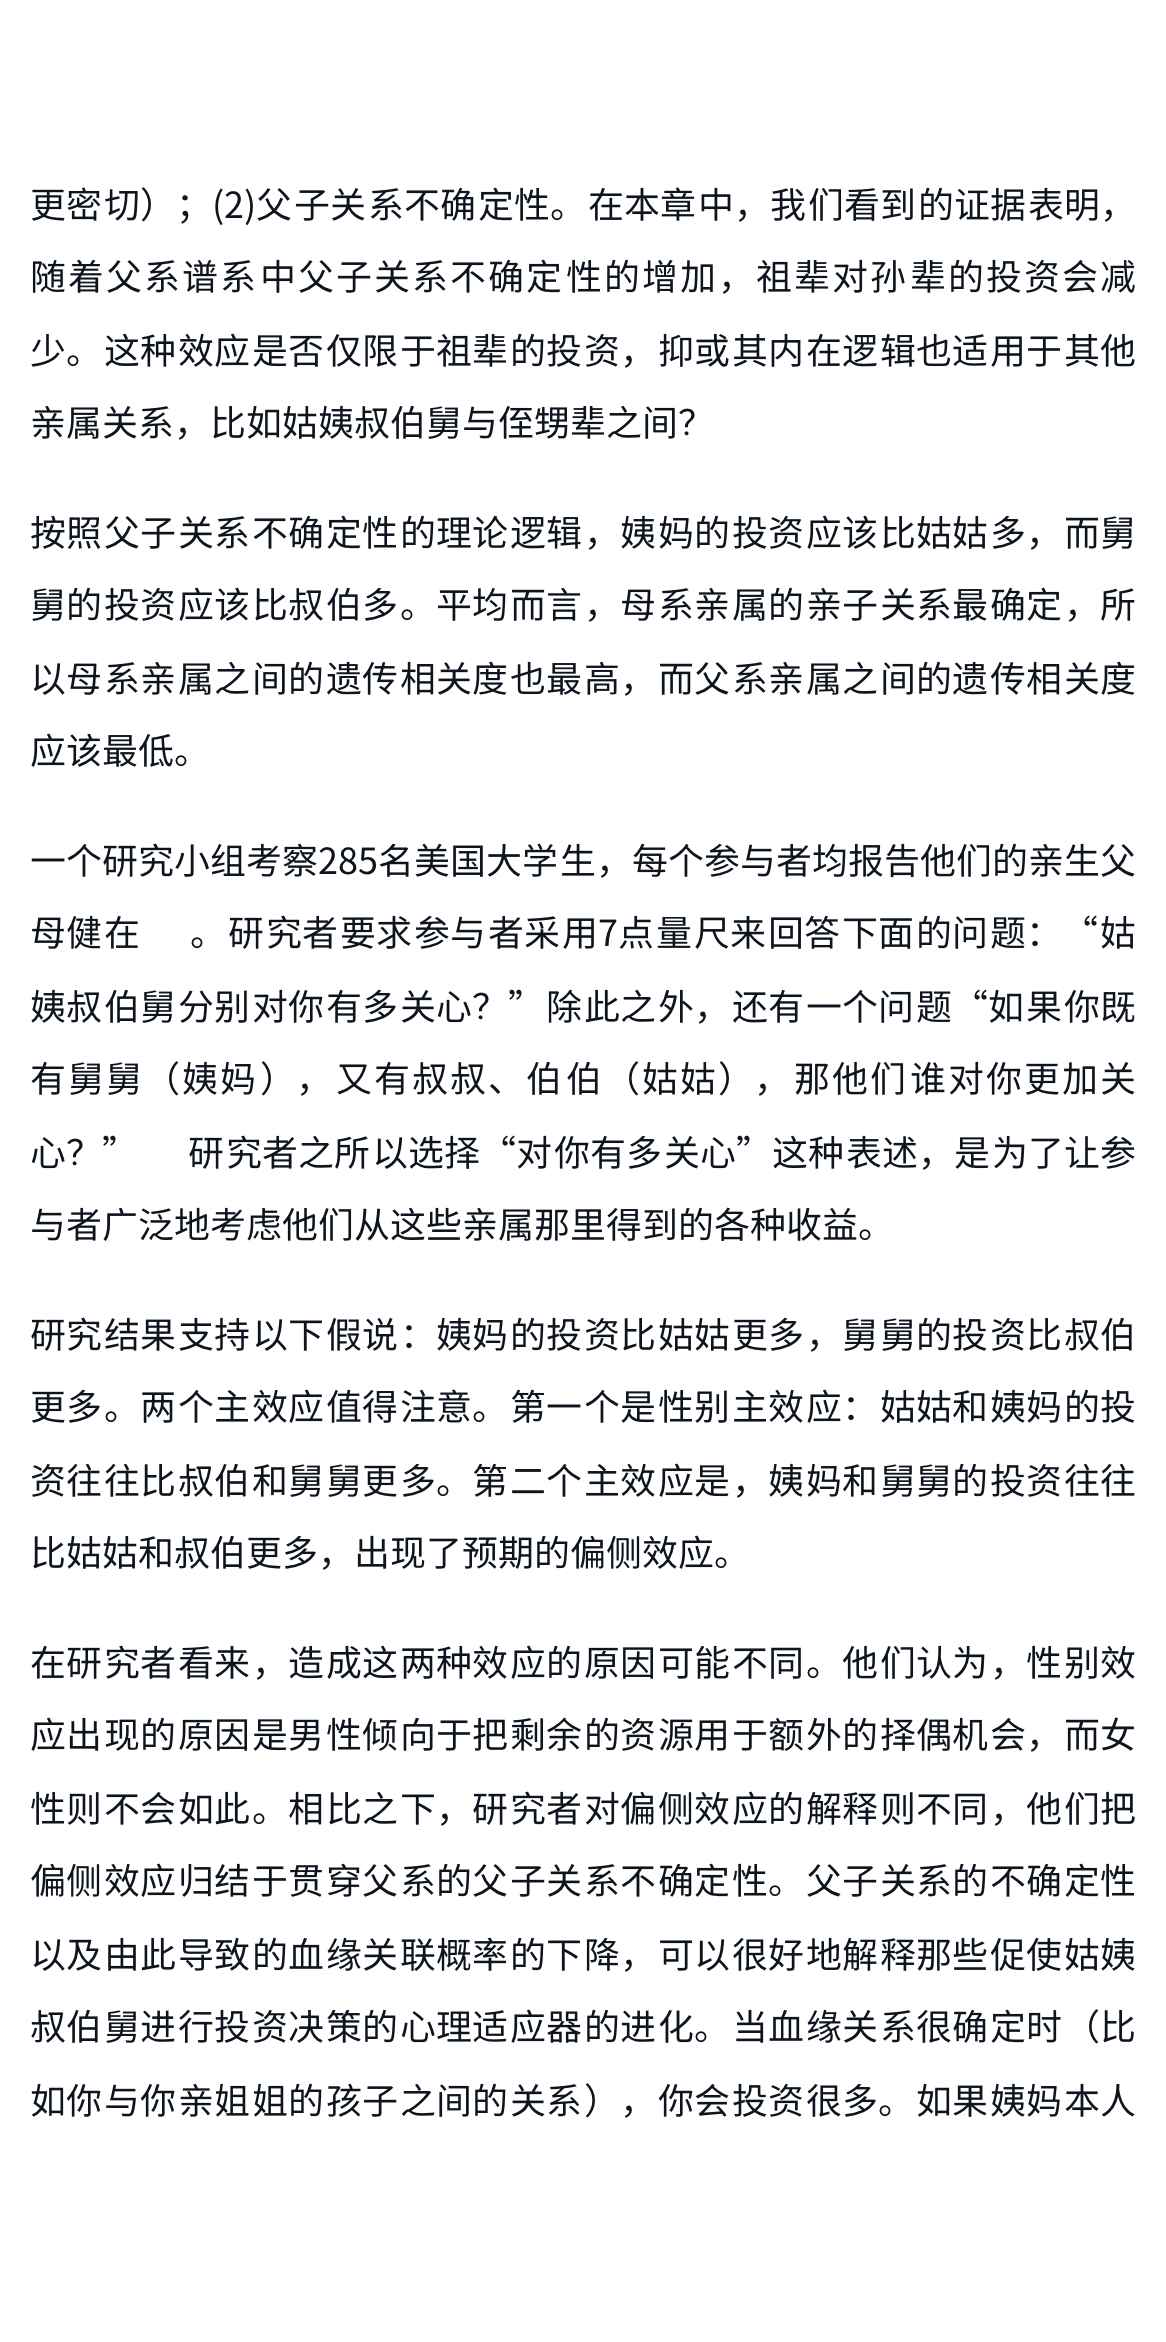 更密切）；(2)父子关系不确定性。在本章中，我们看到的证据表明，
随着父系谱系中父子关系不确定性的增加，祖辈对孙辈的投资会减
少。这种效应是否仅限于祖辈的投资，抑或其内在逻辑也适用于其他
亲属关系，比如姑姨叔伯舅与侄甥辈之间？
按照父子关系不确定性的理论逻辑，姨妈的投资应该比姑姑多，而舅
舅的投资应该比叔伯多。平均而言，母系亲属的亲子关系最确定，所
以母系亲属之间的遗传相关度也最高，而父系亲属之间的遗传相关度
应该最低。
一个研究小组考察285名美国大学生，每个参与者均报告他们的亲生父
母健在　。研究者要求参与者采用7点量尺来回答下面的问题：“姑
姨叔伯舅分别对你有多关心？”除此之外，还有一个问题“如果你既
有舅舅（姨妈），又有叔叔、伯伯（姑姑），那他们谁对你更加关
心？”　　研究者之所以选择“对你有多关心”这种表述，是为了让参
与者广泛地考虑他们从这些亲属那里得到的各种收益。
研究结果支持以下假说：姨妈的投资比姑姑更多，舅舅的投资比叔伯
更多。两个主效应值得注意。第一个是性别主效应：姑姑和姨妈的投
资往往比叔伯和舅舅更多。第二个主效应是，姨妈和舅舅的投资往往
比姑姑和叔伯更多，出现了预期的偏侧效应。
在研究者看来，造成这两种效应的原因可能不同。他们认为，性别效
应出现的原因是男性倾向于把剩余的资源用于额外的择偶机会，而女
性则不会如此。相比之下，研究者对偏侧效应的解释则不同，他们把
偏侧效应归结于贯穿父系的父子关系不确定性。父子关系的不确定性
以及由此导致的血缘关联概率的下降，可以很好地解释那些促使姑姨
叔伯舅进行投资决策的心理适应器的进化。当血缘关系很确定时（比
如你与你亲姐姐的孩子之间的关系），你会投资很多。如果姨妈本人